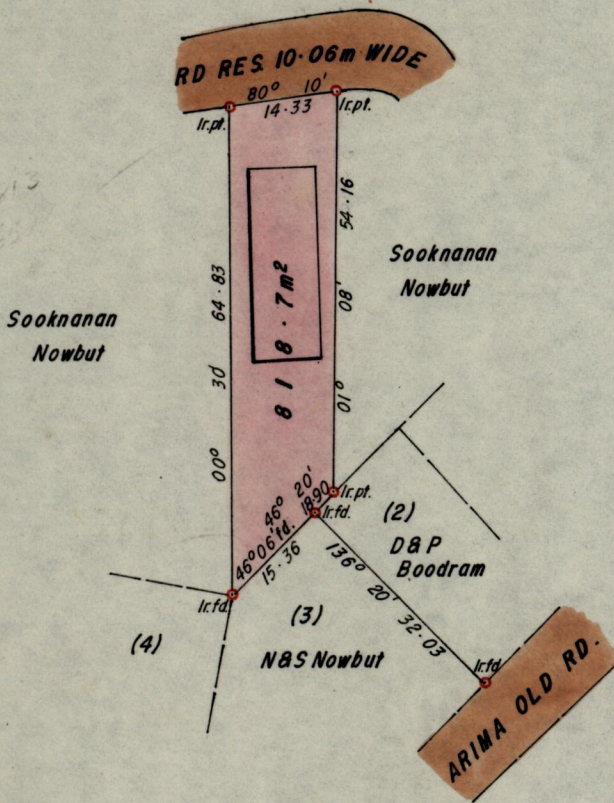 RD RES. 10·06m WIDE
80° 10'
14·33
Ir.pt.
Ir.pt.
54·16
08'
01°
64·83
30'
00°
818·7m²
Sooknanan
Nowbut
Sooknanan
Nowbut
46° 20'
18·90
46°06' fd.
15·36
Ir.pt.
Ir.fd.
Ir.fd.
(2)
D&P
Boodram
136° 20' 32·03
Ir.fd
(3)
N&S Nowbut
(4)
ARIMA OLD RD.